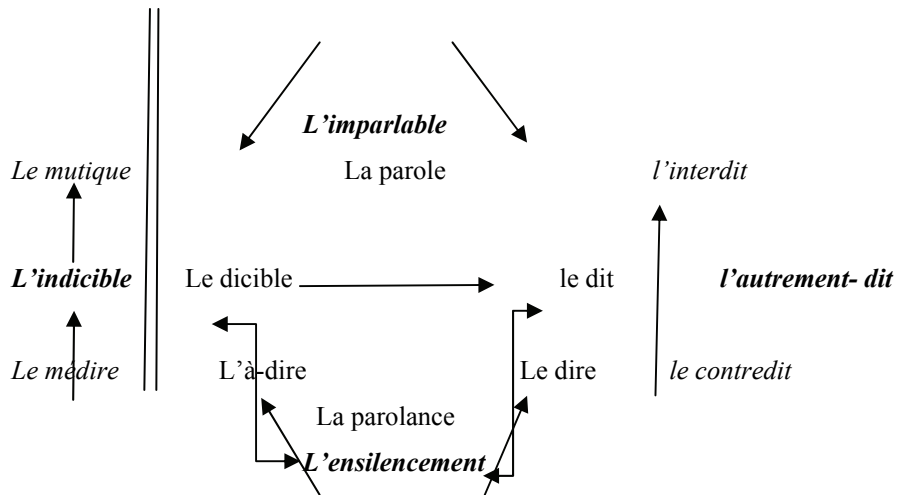 L’imparlable
Le mutique La parole l’interdit
L’indicible Le dicible le dit l’autrement- dit
Le médire L’à-dire Le dire le contredit
La parolance
L’ensilencement